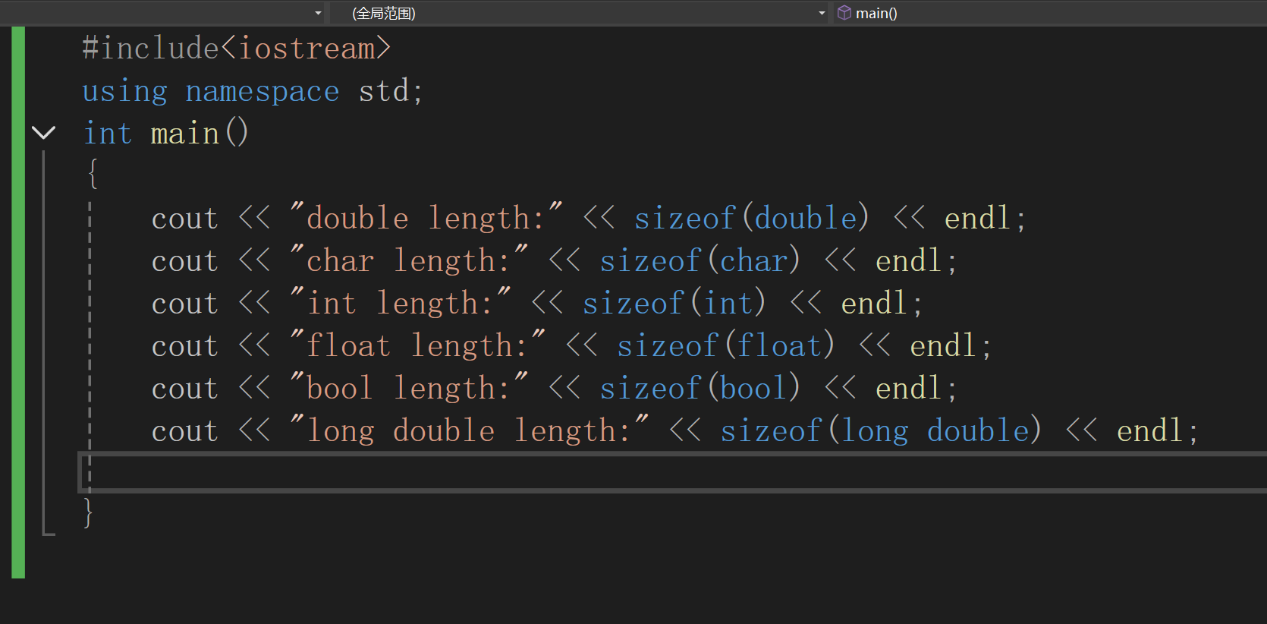 (全局范围) main()
#include<iostream>
using namespace std;
int main()
{
cout << "double length:" << sizeof(double) << endl;
cout << "char length:" << sizeof(char) << endl;
cout << "int length:" << sizeof(int) << endl;
cout << "float length:" << sizeof(float) << endl;
cout << "bool length:" << sizeof(bool) << endl;
cout << "long double length:" << sizeof(long double) << endl;
}